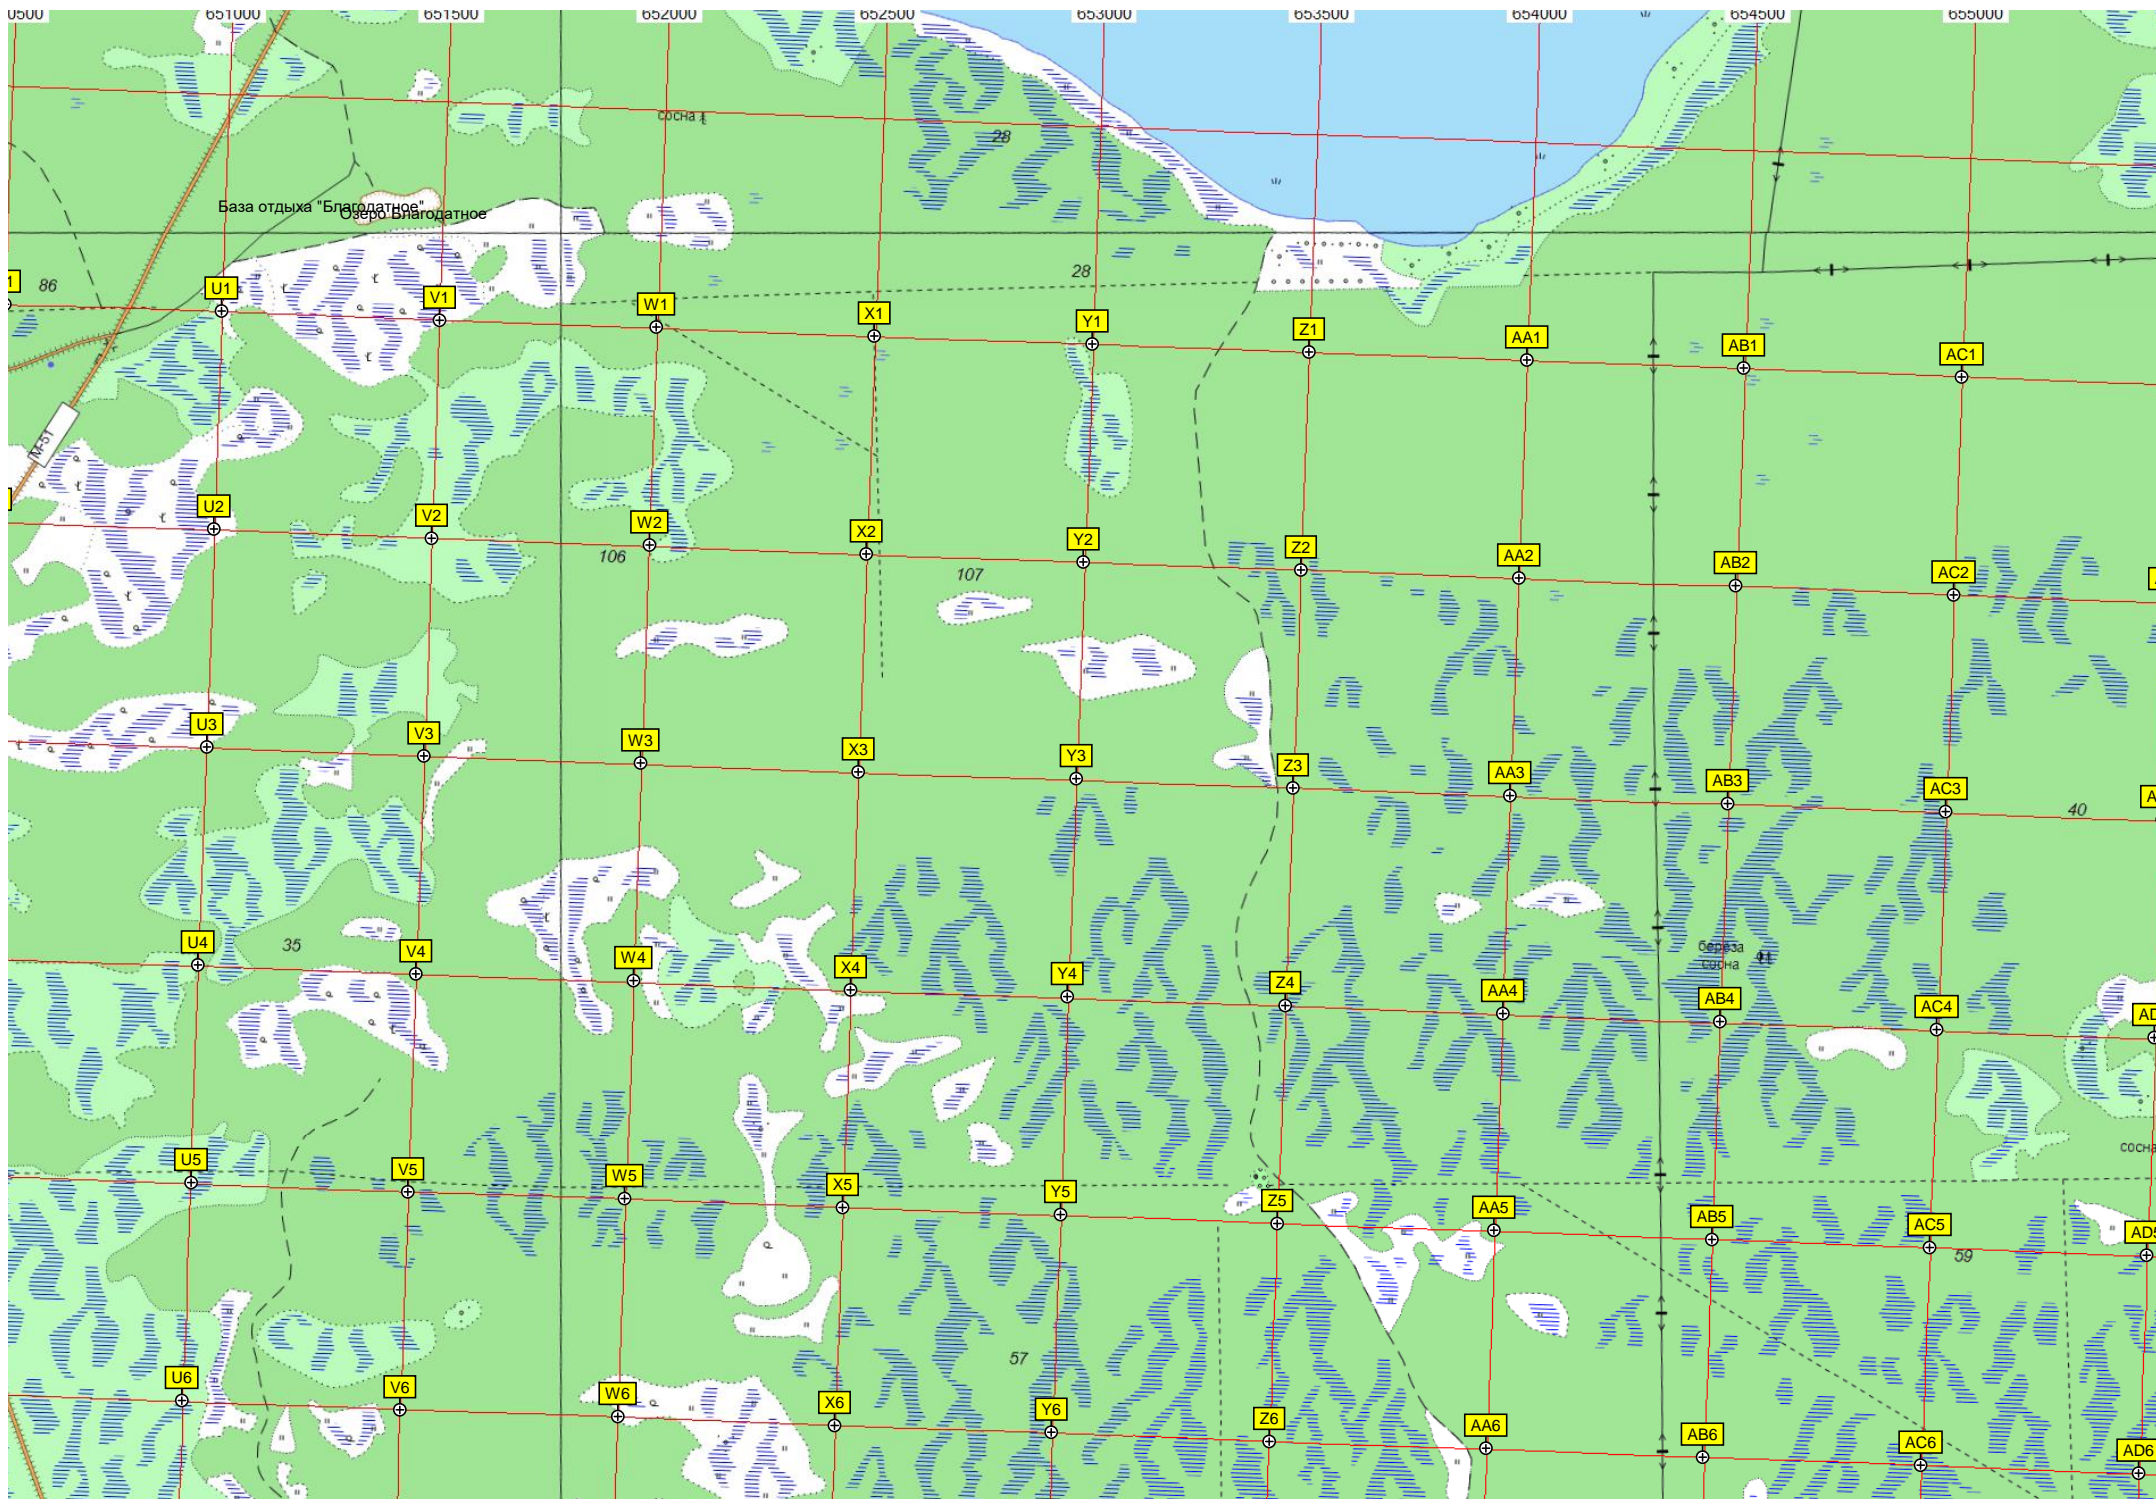 0500 651000 651500 652000 652500 653000 653500 654000 654500 655000
сосна
28
База отдыха "Благодатное"
Озеро Благодатное
28
1 86 U1 V1 W1 X1 Y1 Z1 AA1 AB1 AC1
М-51
U2 V2 W2 X2 Y2 Z2 AA2 AB2 AC2
106 107
U3 V3 W3 X3 Y3 Z3 AA3 AB3 AC3 A
40
35
береза
сосна
U4 V4 W4 X4 Y4 Z4 AA4 AB4 AC4 AD
сосна
U5 V5 W5 X5 Y5 Z5 AA5 AB5 AC5 AD5
59
57
U6 V6 W6 X6 Y6 Z6 AA6 AB6 AC6 AD6